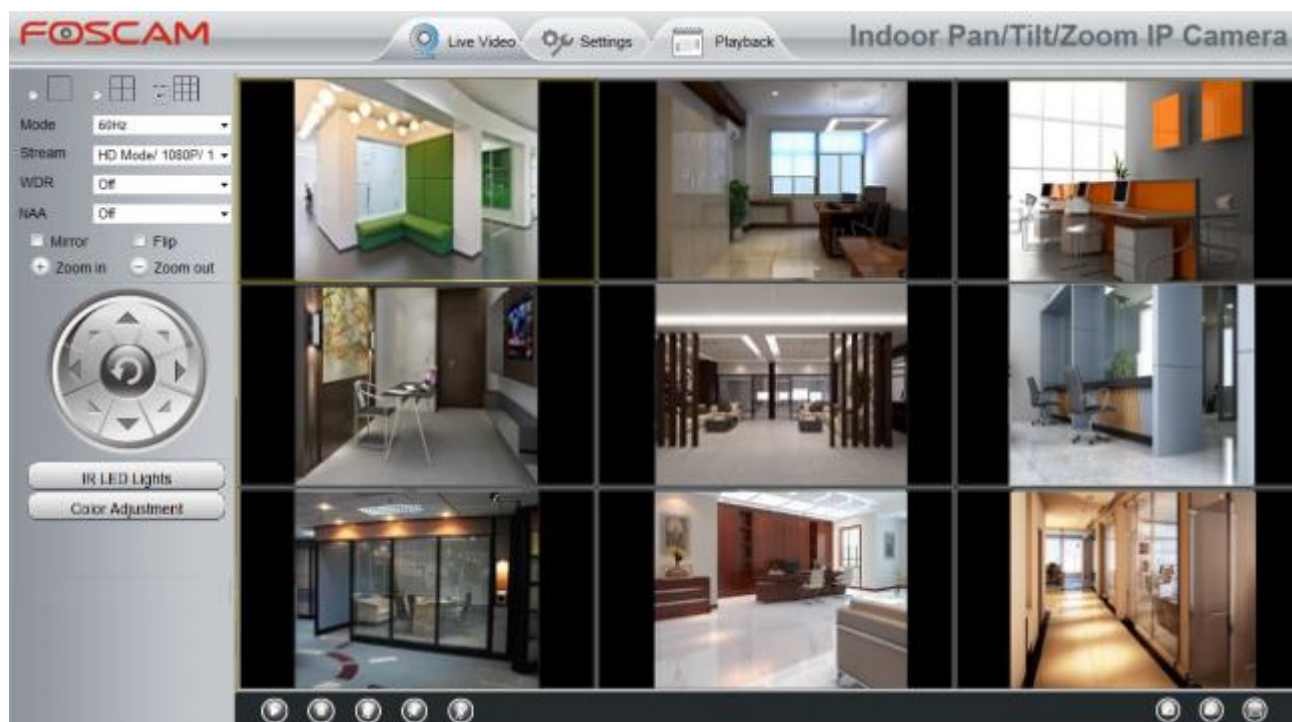 FOSCAM
Live Video
Settings
Playback
Indoor Pan/Tilt/Zoom IP Camera
Mode 60Hz
Stream HD Mode/ 1080P/ 1
WDR Off
NAA Off
Mirror Flip
Zoom in Zoom out
IR LED Lights
Color Adjustment